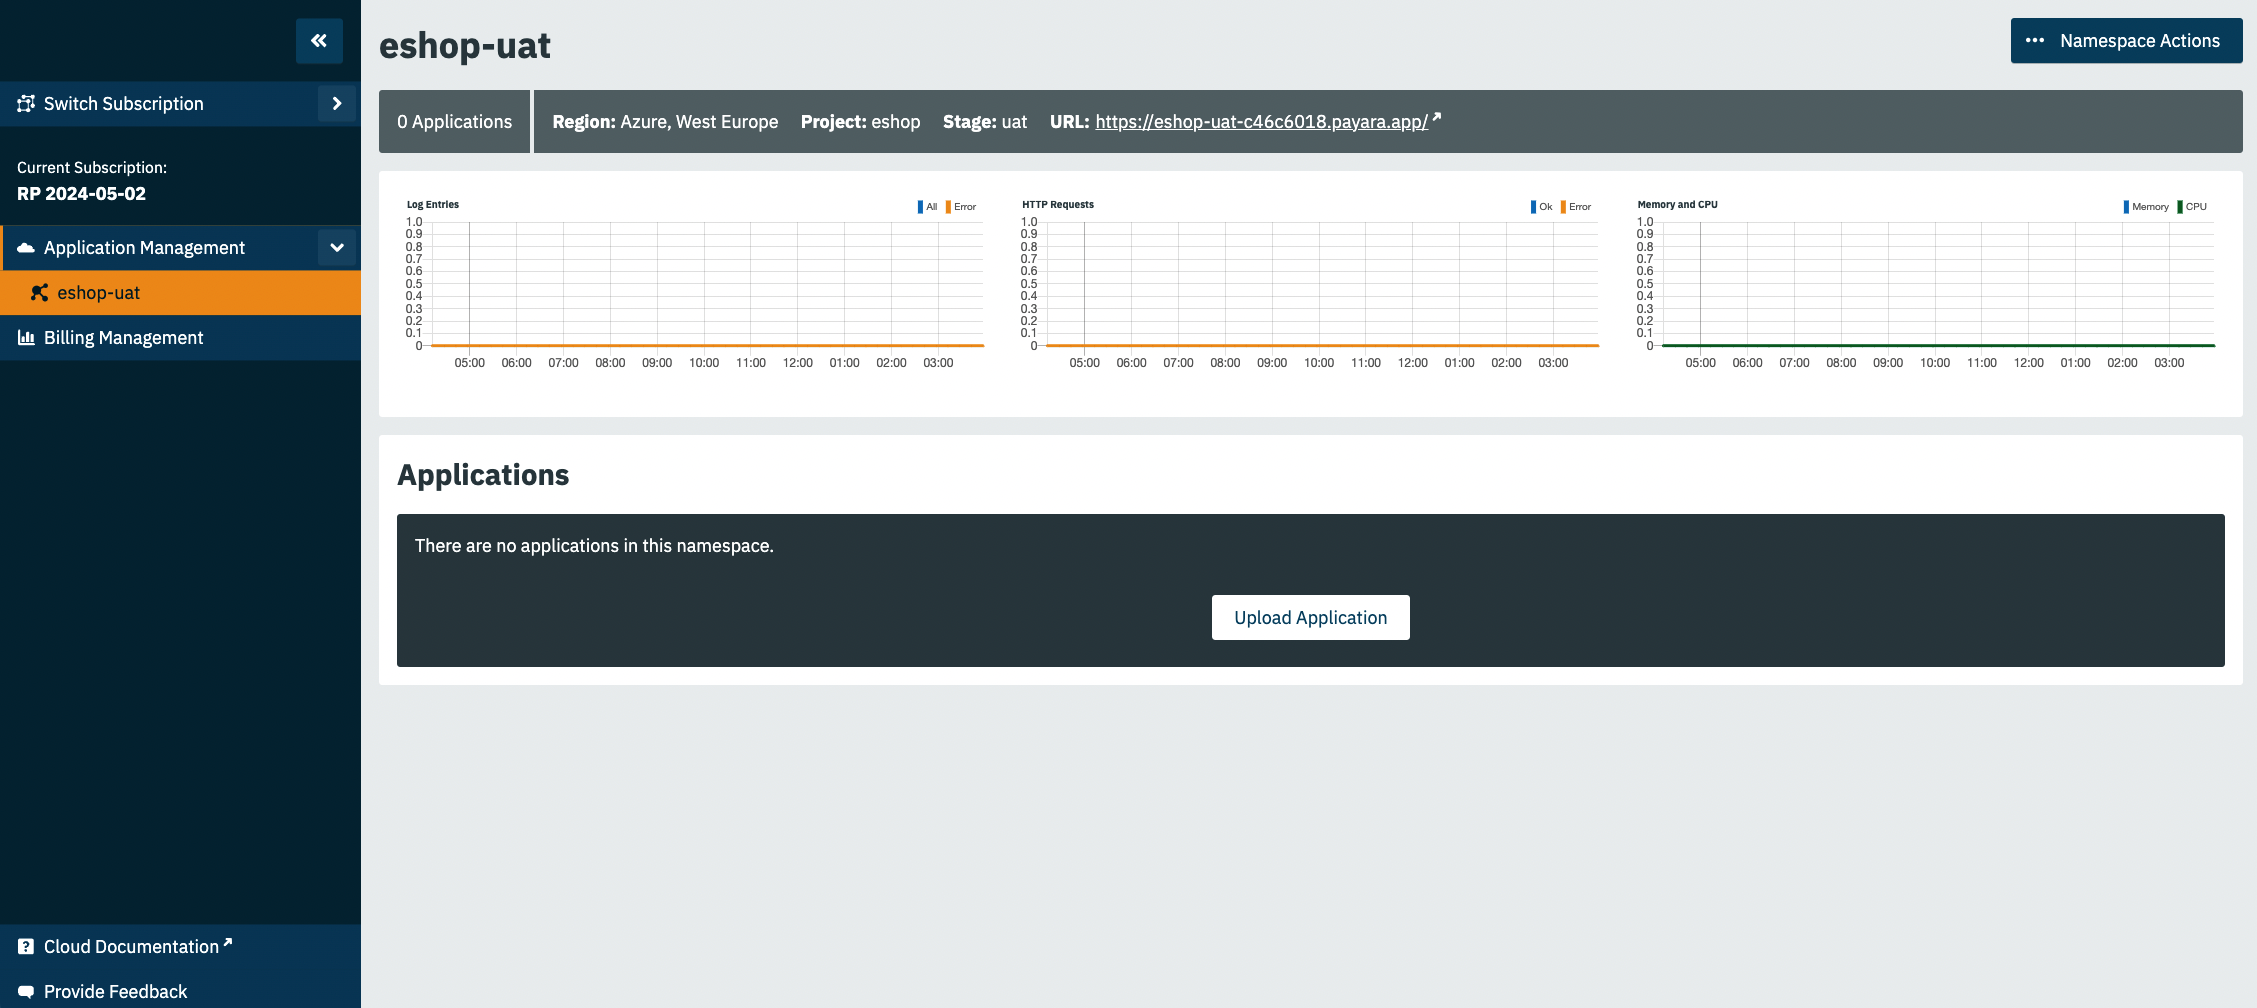 eshop-uat
Namespace Actions
Switch Subscription
Current Subscription:
RP 2024-05-02
Application Management
eshop-uat
Billing Management
Cloud Documentation
Provide Feedback
0 Applications
Region: Azure, West Europe Project: eshop Stage: uat URL: https://eshop-uat-c46c6018.payara.app/
Log Entries
All Error
1.0
0.9
0.8
0.7
0.6
0.5
0.4
0.3
0.2
0.1
0
05:00 06:00 07:00 08:00 09:00 10:00 11:00 12:00 01:00 02:00 03:00
HTTP Requests
Ok Error
1.0
0.9
0.8
0.7
0.6
0.5
0.4
0.3
0.2
0.1
0
05:00 06:00 07:00 08:00 09:00 10:00 11:00 12:00 01:00 02:00 03:00
Memory and CPU
Memory CPU
1.0
0.9
0.8
0.7
0.6
0.5
0.4
0.3
0.2
0.1
0
05:00 06:00 07:00 08:00 09:00 10:00 11:00 12:00 01:00 02:00 03:00
Applications
There are no applications in this namespace.
Upload Application